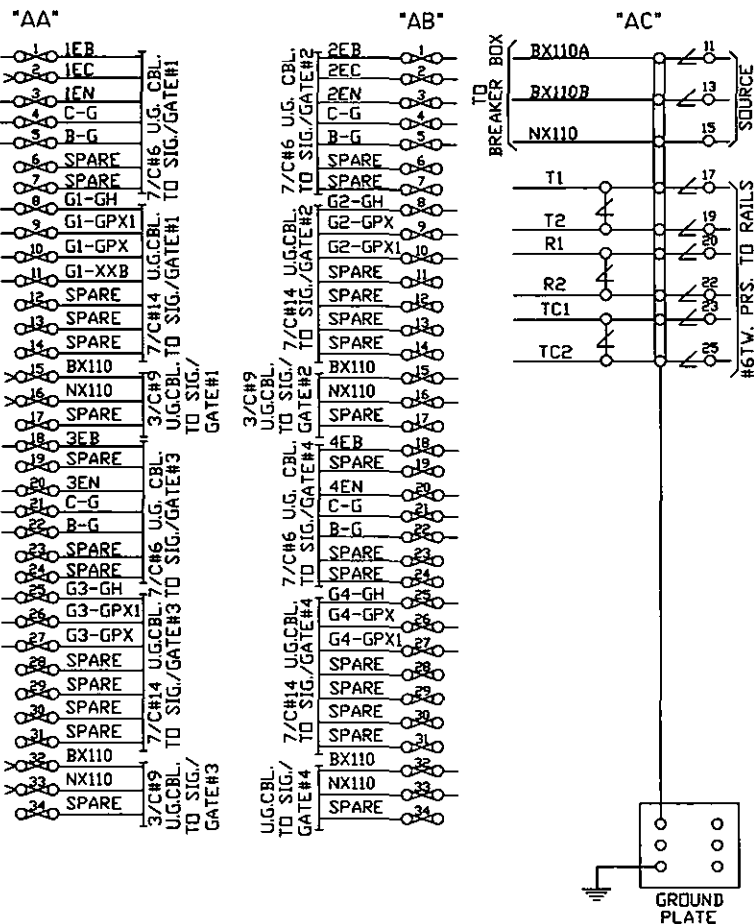 "AA"
1 1EB
2 1EC
3 1EN
4 C-G
5 B-G
6 SPARE
7 SPARE
7/C#6 U.G. CBL.
TO SIG./GATE#1
8 G1-GH
9 G1-GPX1
10 G1-GPX
11 G1-XXB
12 SPARE
13 SPARE
14 SPARE
7/C#14 U.G.CBL.
TO SIG./GATE#1
15 BX110
16 NX110
17 SPARE
3/C#9
U.G.CBL.
TO SIG./
GATE#1
18 3EB
19 SPARE
20 3EN
21 C-G
22 B-G
23 SPARE
24 SPARE
7/C#6 U.G. CBL.
TO SIG./GATE#3
25 G3-GH
26 G3-GPX1
27 G3-GPX
28 SPARE
29 SPARE
30 SPARE
31 SPARE
7/C#14 U.G.CBL.
TO SIG./GATE#3
32 BX110
33 NX110
34 SPARE
3/C#9
U.G.CBL.
TO SIG./
GATE#3
"AB"
7/C#6 U.G. CBL.
TO SIG./GATE#2
2EB 1
2EC 2
2EN 3
C-G 4
B-G 5
SPARE 6
SPARE 7
7/C#14 U.G.CBL.
TO SIG./GATE#2
G2-GH 8
G2-GPX 9
G2-GPX1 10
SPARE 11
SPARE 12
SPARE 13
SPARE 14
3/C#9
U.G.CBL.
TO SIG./
GATE#2
BX110 15
NX110 16
SPARE 17
7/C#6 U.G. CBL.
TO SIG./GATE#4
4EB 18
SPARE 19
4EN 20
C-G 21
B-G 22
SPARE 23
SPARE 24
7/C#14 U.G.CBL.
TO SIG./GATE#4
G4-GH 25
G4-GPX 26
G4-GPX1 27
SPARE 28
SPARE 29
SPARE 30
SPARE 31
U.G.CBL.
TO SIG./
GATE#4
BX110 32
NX110 33
SPARE 34
"AC"
TO
BREAKER BOX
BX110A 11
BX110B 13
NX110 15
SOURCE
T1 17
T2 19
R1 20
R2 22
TC1 23
TC2 25
#6TW. PRS. TO RAILS
GROUND
PLATE